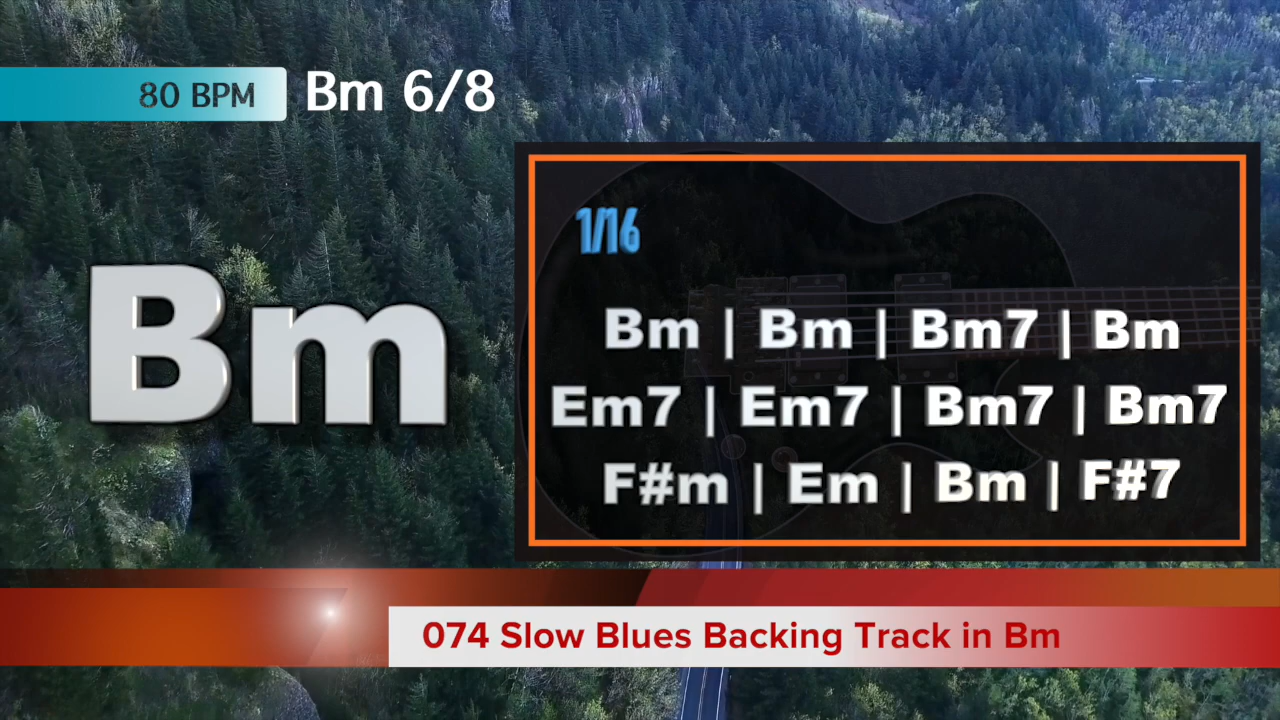 80 BPM
Bm 6/8
1/16
Bm
Bm | Bm | Bm7 | Bm
Em7 | Em7 | Bm7 | Bm7
F#m | Em | Bm | F#7
074 Slow Blues Backing Track in Bm